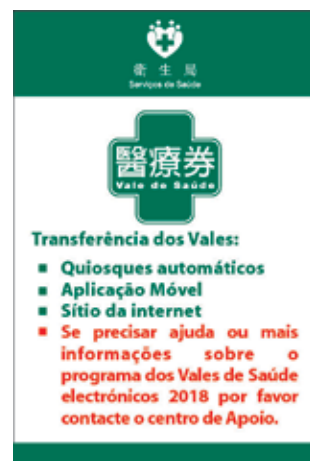 衛生局
Serviços de Saúde
醫療券
Vale de Saúde
Transferência dos Vales:
Quiosques automáticos
Aplicação Móvel
Sítio da internet
Se precisar ajuda ou mais
informações sobre o
programa dos Vales de Saúde
electrónicos 2018 por favor
contacte o centro de Apoio.